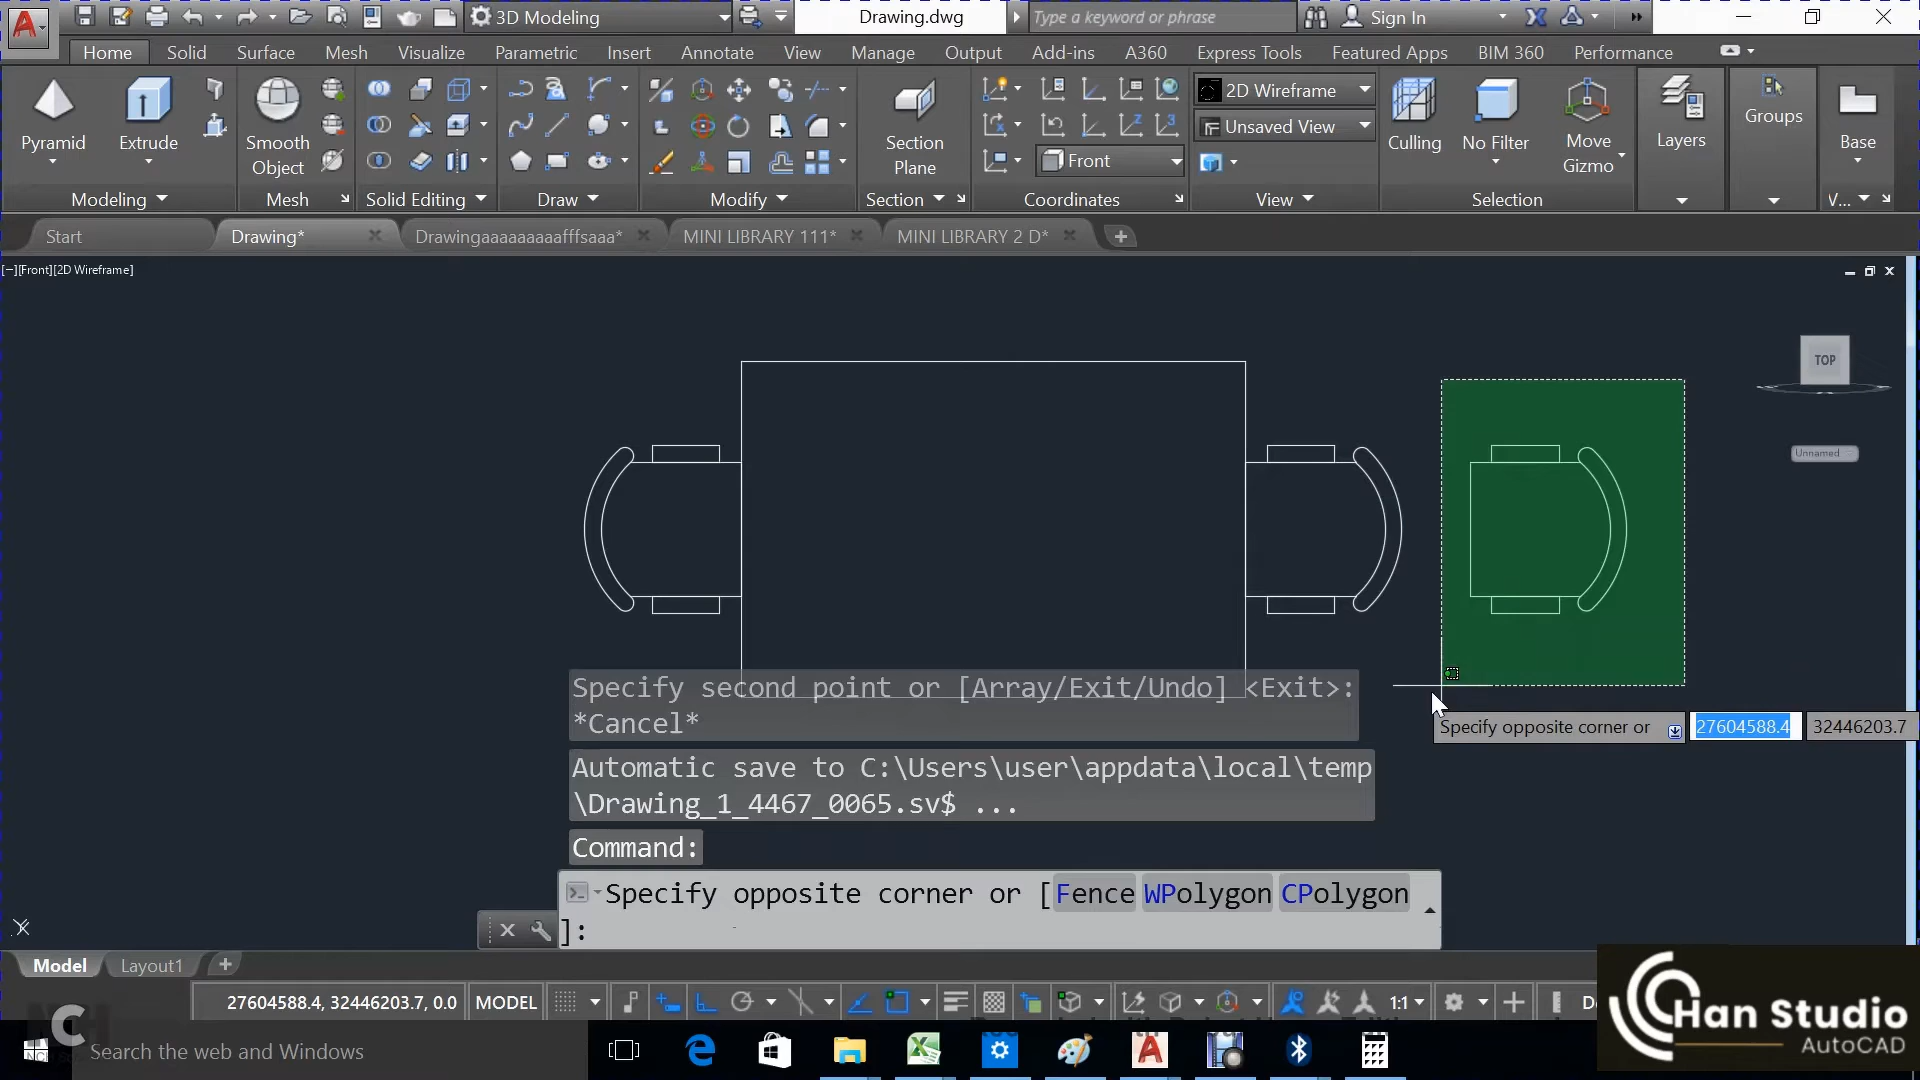 3D Modeling
Drawing.dwg
Type a keyword or phrase
Sign In
Home
Solid
Surface
Mesh
Visualize
Parametric
Insert
Annotate
View
Manage
Output
Add-ins
A360
Express Tools
Featured Apps
BIM 360
Performance
Pyramid
Extrude
Smooth
Object
Section
Plane
2D Wireframe
Unsaved View
Front
Culling
No Filter
Move
Gizmo
Layers
Groups
Base
Modeling
Mesh
Solid Editing
Draw
Modify
Section
Coordinates
View
Selection
V...
Start
Drawing*
Drawingaaaaaaaaafffsaaa*
MINI LIBRARY 111*
MINI LIBRARY 2 D*
[−][Front][2D Wireframe]
TOP
Unnamed
Specify second point or [Array/Exit/Undo] <Exit>:
*Cancel*
Automatic save to C:\Users\user\appdata\local\temp
\Drawing_1_4467_0065.sv$ ...
Command:
Specify opposite corner or
27604588.4
32446203.7
Specify opposite corner or [Fence WPolygon CPolygon
]:
Model
Layout1
27604588.4, 32446203.7, 0.0
MODEL
1:1
Search the web and Windows
Han Studio
AutoCAD